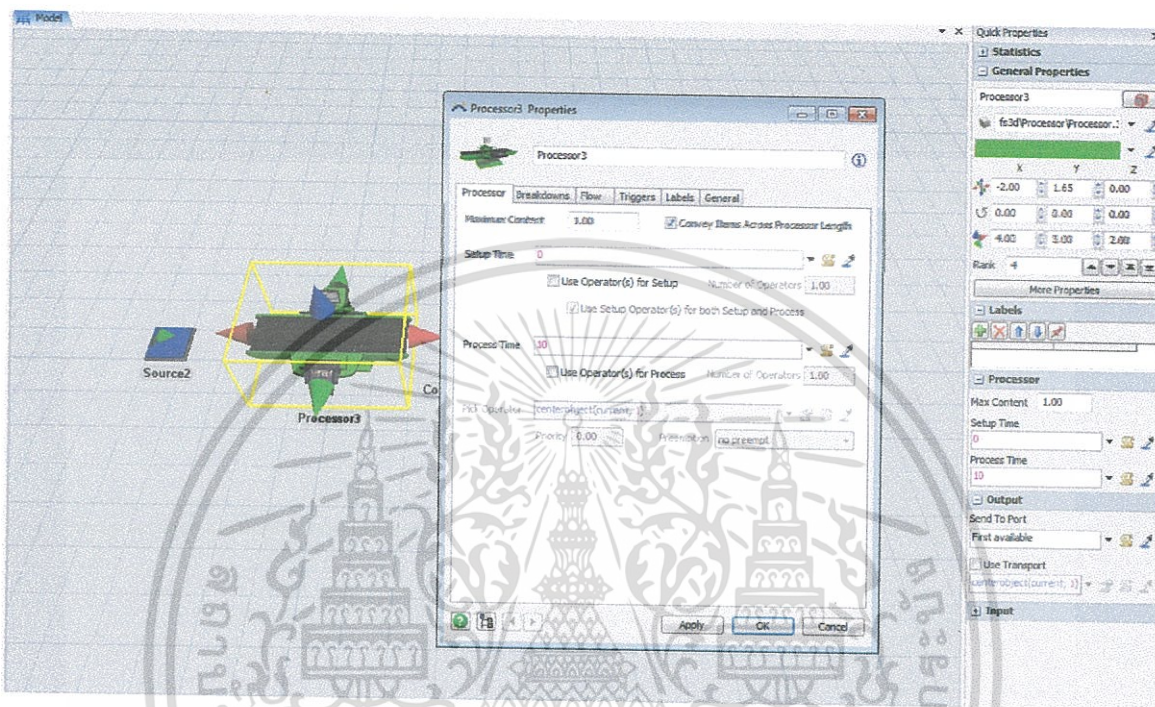 Model
Quick Properties
Statistics
General Properties
Processor3
fs3d\Processor\Processor.:
X Y Z
-2.00 1.65 0.00
0.00 0.00 0.00
4.00 3.00 2.00
Rank 4
More Properties
Labels
Processor
Max Content 1.00
Setup Time
0
Process Time
10
Output
Send To Port
First available
Use Transport
centerobject(current, 1)
Input
Processor3 Properties
Processor3
Processor Breakdowns Flow Triggers Labels General
Maximum Content 1.00 Convey Items Across Processor Length
Setup Time 0
Use Operator(s) for Setup Number of Operators 1.00
Use Setup Operator(s) for both Setup and Process
Process Time 10
Use Operator(s) for Process Number of Operators 1.00
Pick Operator centerobject(current, 1)
Priority 0.00 Preemption no preempt
Apply OK Cancel
Source2
Processor3
Co